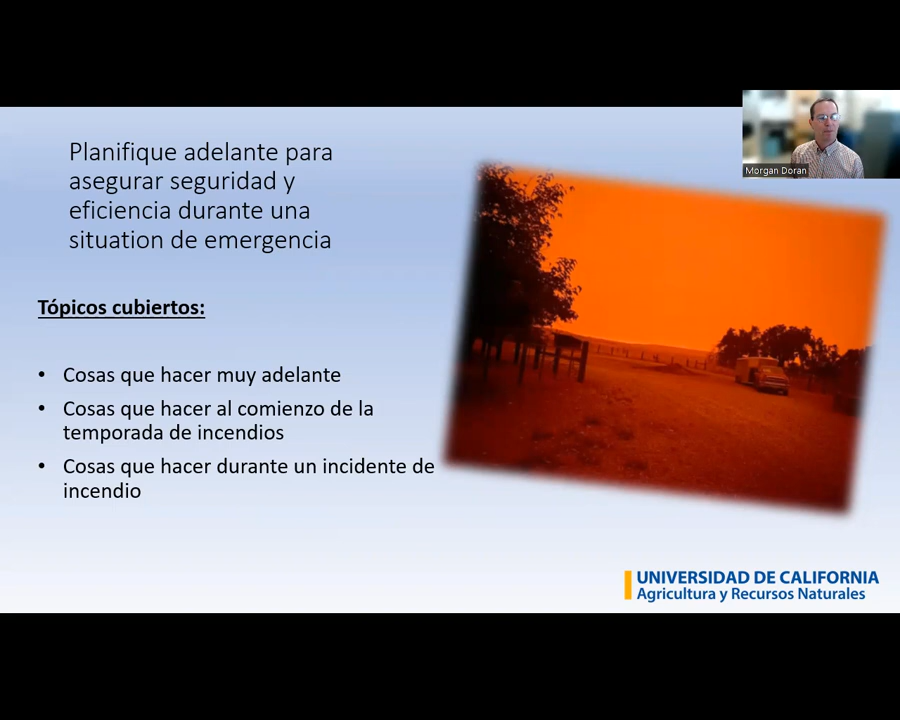 Planifique adelante para
asegurar seguridad y
eficiencia durante una
situation de emergencia
Morgan Doran
Tópicos cubiertos:
• Cosas que hacer muy adelante
• Cosas que hacer al comienzo de la
temporada de incendios
• Cosas que hacer durante un incidente de
incendio
UNIVERSIDAD DE CALIFORNIA
Agricultura y Recursos Naturales